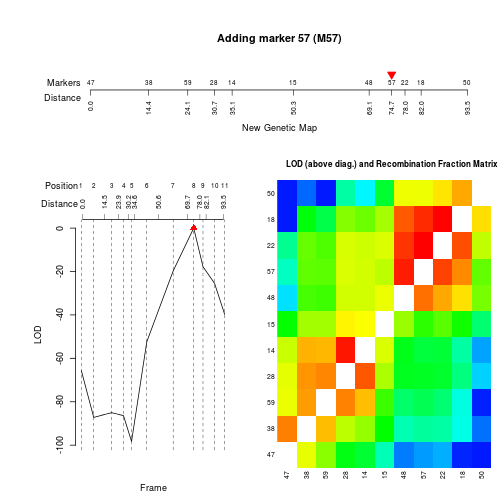 Adding marker 57 (M57)
Markers 47 38 59 28 14 15 48 57 22 18 50
Distance 0.0 14.4 24.1 30.7 35.1 50.3 69.1 74.7 78.0 82.0 93.5
New Genetic Map
LOD (above diag.) and Recombination Fraction Matrix
Position 1 2 3 4 5 6 7 8 9 10 11
Distance 0.0 14.5 23.9 30.2 34.6 50.6 69.7 78.0 82.1 93.5
0
-20
-40
-60
-80
-100
LOD
Frame
50
18
22
57
48
15
14
28
59
38
47
47 38 59 28 14 15 48 57 22 18 50